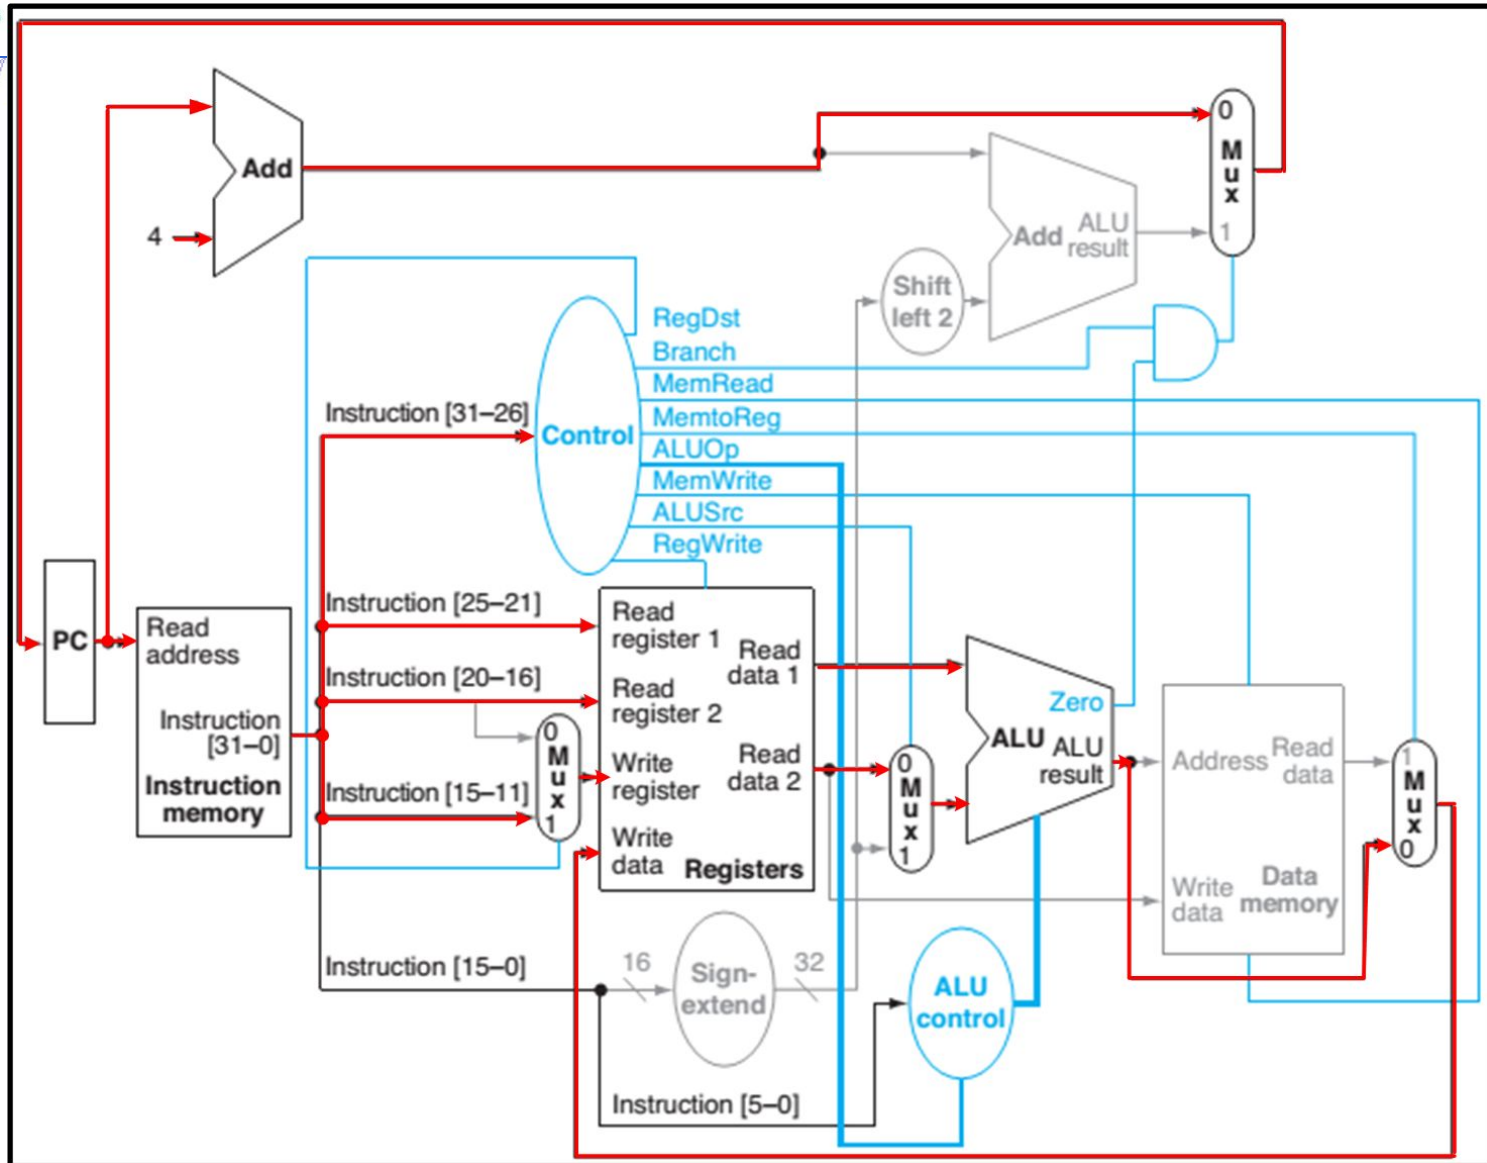 0
M
u
x
1
Add
4
Add
ALU
result
Shift
left 2
RegDst
Branch
MemRead
MemtoReg
ALUOp
MemWrite
ALUSrc
RegWrite
Control
Instruction [31–26]
Instruction [25–21]
Instruction [20–16]
Instruction [15–11]
Instruction [15–0]
PC
Read
address
Instruction
[31–0]
Instruction
memory
0
M
u
x
1
Read
register 1
Read
register 2
Write
register
Write
data
Read
data 1
Read
data 2
Registers
0
M
u
x
1
Zero
ALU
ALU
result
Address
Read
data
Write
data
Data
memory
1
M
u
x
0
16
Sign-
extend
32
ALU
control
Instruction [5–0]